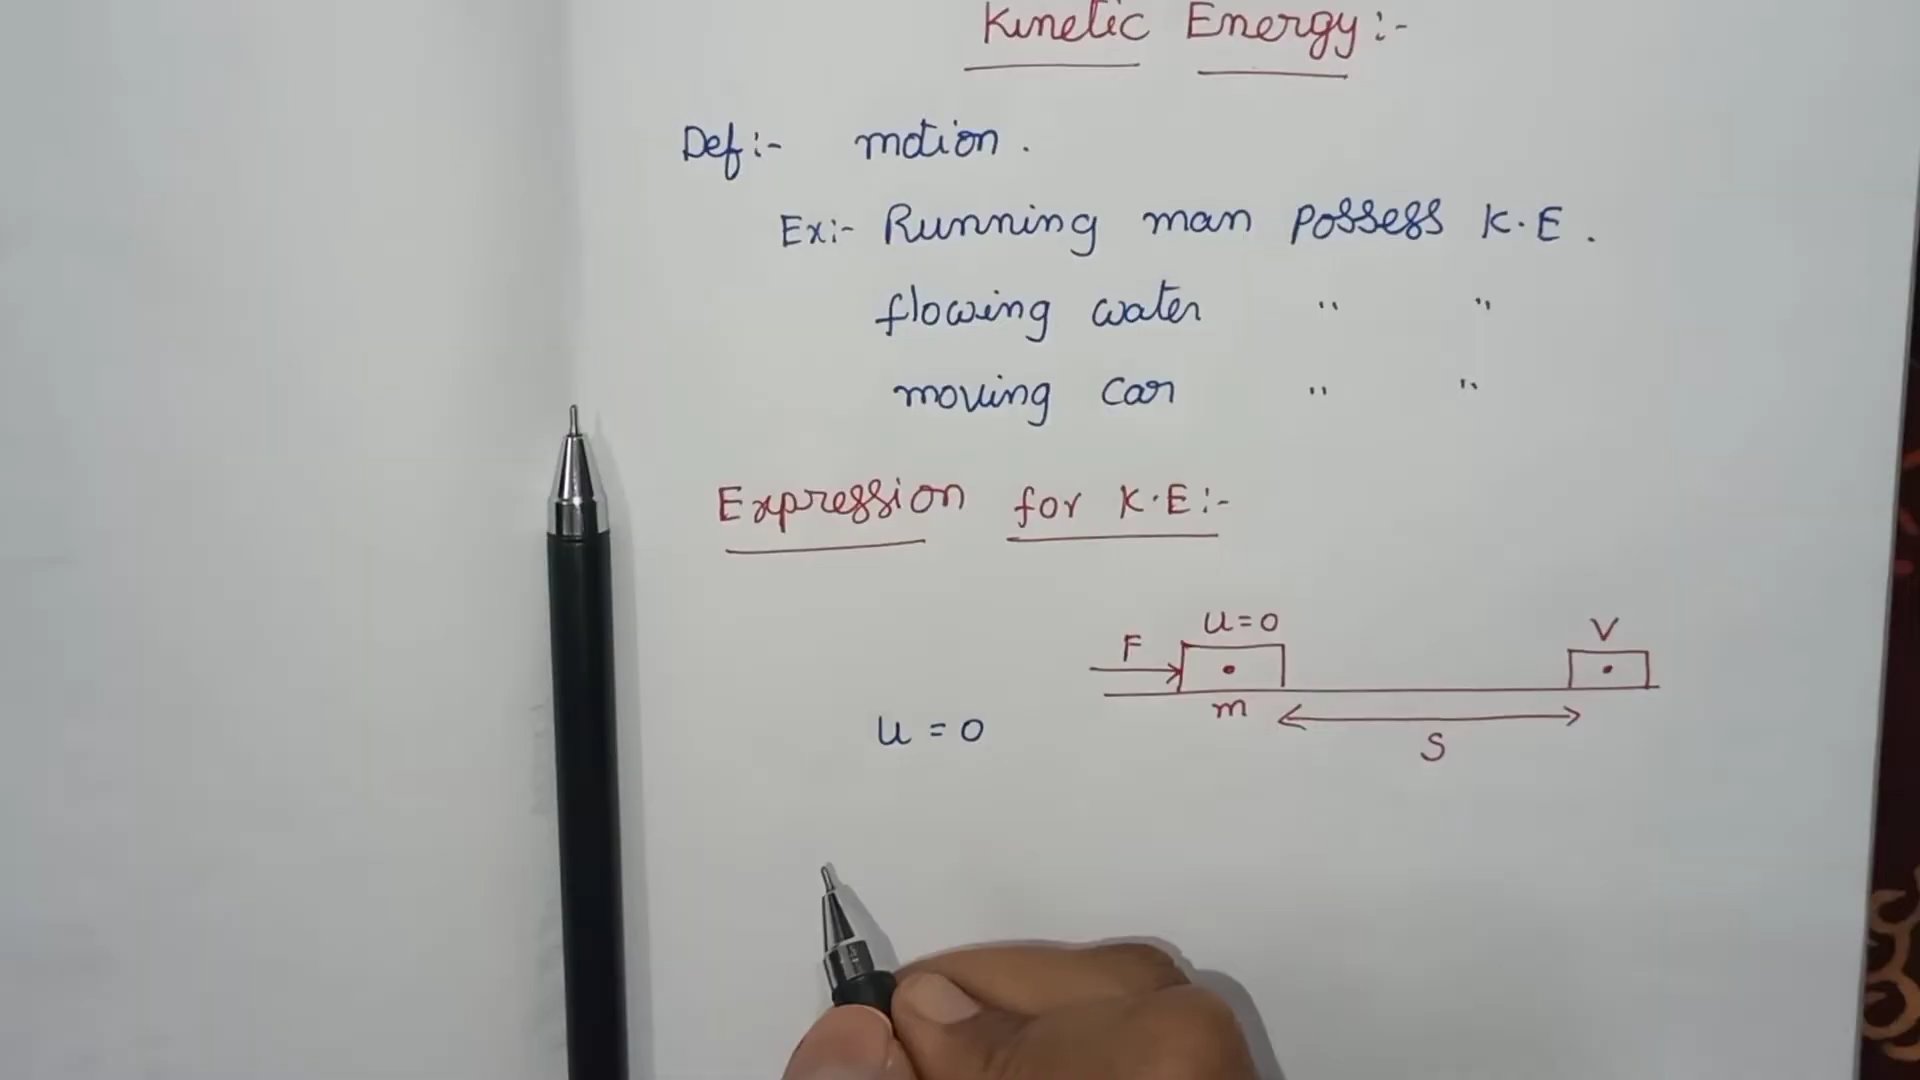 Kinetic Energy:-
Def:- motion.
Ex:- Running man possess K.E.
flowing water " "
moving car " "
Expression for K.E:-
F u=0 V
m
S
u = 0